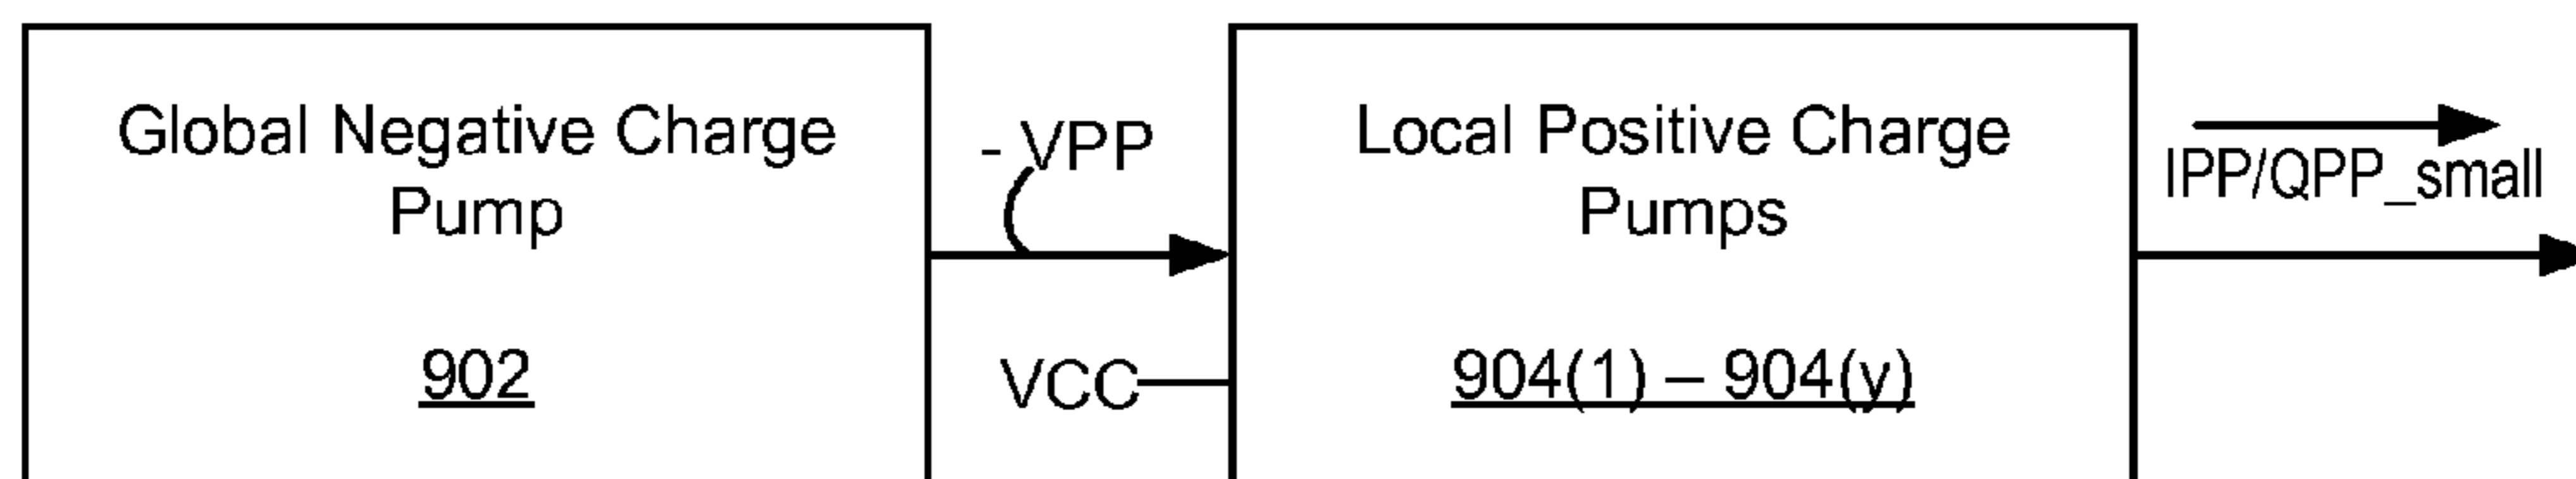 Global Negative Charge
Pump
902
- VPP
VCC
Local Positive Charge
Pumps
904(1) – 904(y)
IPP/QPP_small